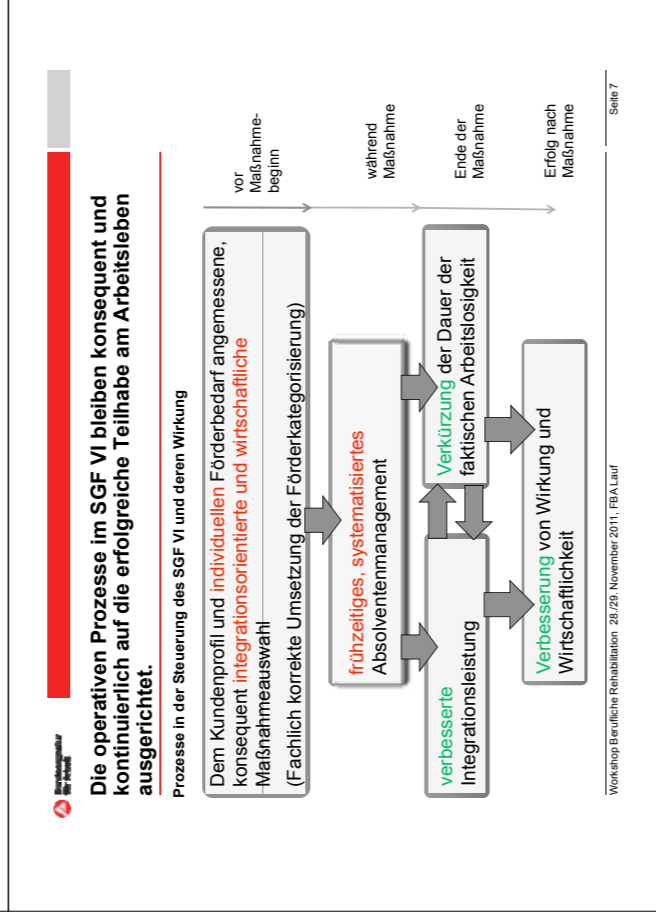 Bundesagentur
für Arbeit
Die operativen Prozesse im SGF VI bleiben konsequent und
kontinuierlich auf die erfolgreiche Teilhabe am Arbeitsleben
ausgerichtet.
Prozesse in der Steuerung des SGF VI und deren Wirkung
Dem Kundenprofil und individuellen Förderbedarf angemessene,
konsequent integrationsorientierte und wirtschaftliche
Maßnahmeauswahl
(Fachlich korrekte Umsetzung der Förderkategorisierung)
vor
Maßnahme-
beginn
frühzeitiges, systematisiertes
Absolventenmanagement
während
Maßnahme
verbesserte
Integrationsleistung
Verkürzung der Dauer der
faktischen Arbeitslosigkeit
Ende der
Maßnahme
Verbesserung von Wirkung und
Wirtschaftlichkeit
Erfolg nach
Maßnahme
Workshop Berufliche Rehabilitation 28./29. November 2011, FBA.Lauf
Seite 7